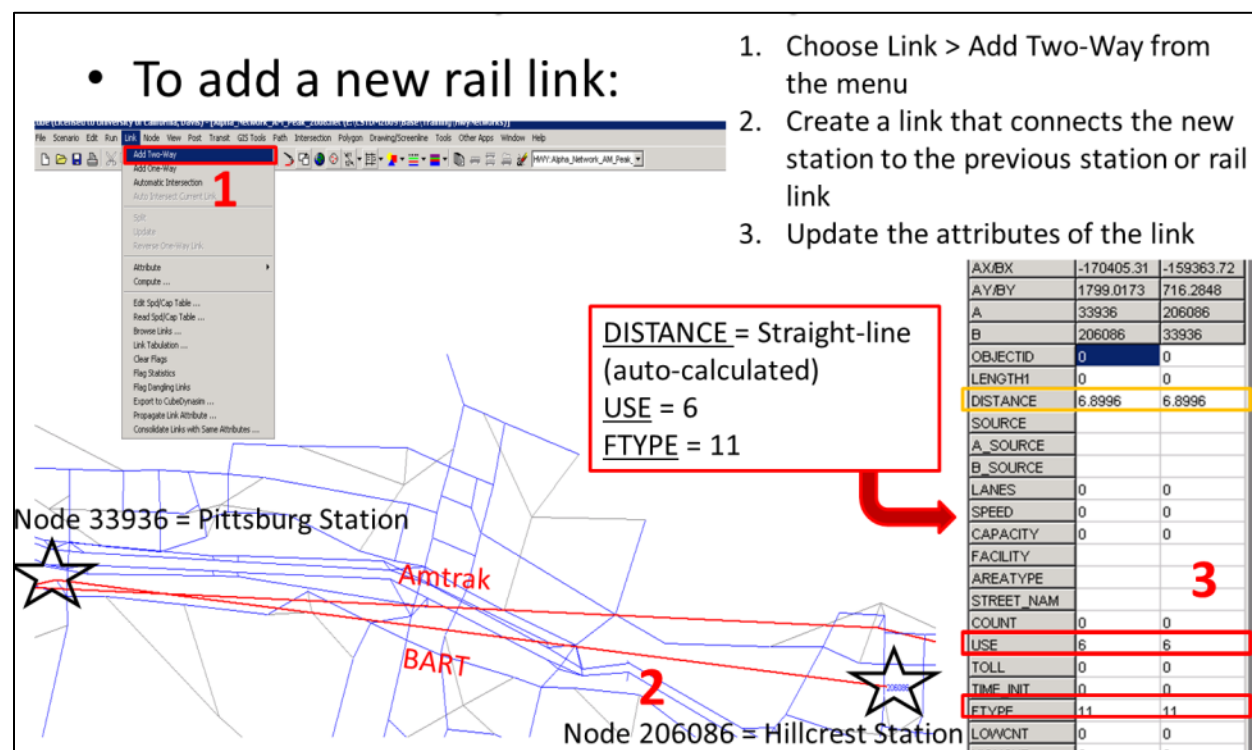 • To add a new rail link:
1. Choose Link > Add Two-Way from
the menu
2. Create a link that connects the new
station to the previous station or rail
link
3. Update the attributes of the link
File Scenario Edit Run Link Node View Post Transit GIS Tools Path Intersection Polygon Drawing/Screenline Tools Other Apps Window Help
HWY:Alpha_Network_AM_Peak_
Add Two-Way
Add One-Way
Automatic Intersection
Auto Intersect Current Link
1
Split
Update
Reverse One-Way Link
Attribute
Compute ...
Edit Spd/Cap Table ...
Read Spd/Cap Table ...
Browse Links ...
Link Tabulation ...
Clear Flags
Flag Statistics
Flag Dangling Links
Export to CubeDynasim ...
Propagate Link Attribute ...
Consolidate Links with Same Attributes ...
DISTANCE = Straight-line
(auto-calculated)
USE = 6
FTYPE = 11
Node 33936 = Pittsburg Station
Amtrak
BART
2
206086
Node 206086 = Hillcrest Station
AX/BX -170405.31 -159363.72
AY/BY 1799.0173 716.2848
A 33936 206086
B 206086 33936
OBJECTID 0 0
LENGTH1 0 0
DISTANCE 6.8996 6.8996
SOURCE
A_SOURCE
B_SOURCE
LANES 0 0
SPEED 0 0
CAPACITY 0 0
FACILITY
AREATYPE
3
STREET_NAM
COUNT 0 0
USE 6 6
TOLL 0 0
TIME_INIT 0 0
FTYPE 11 11
LOWCNT 0 0